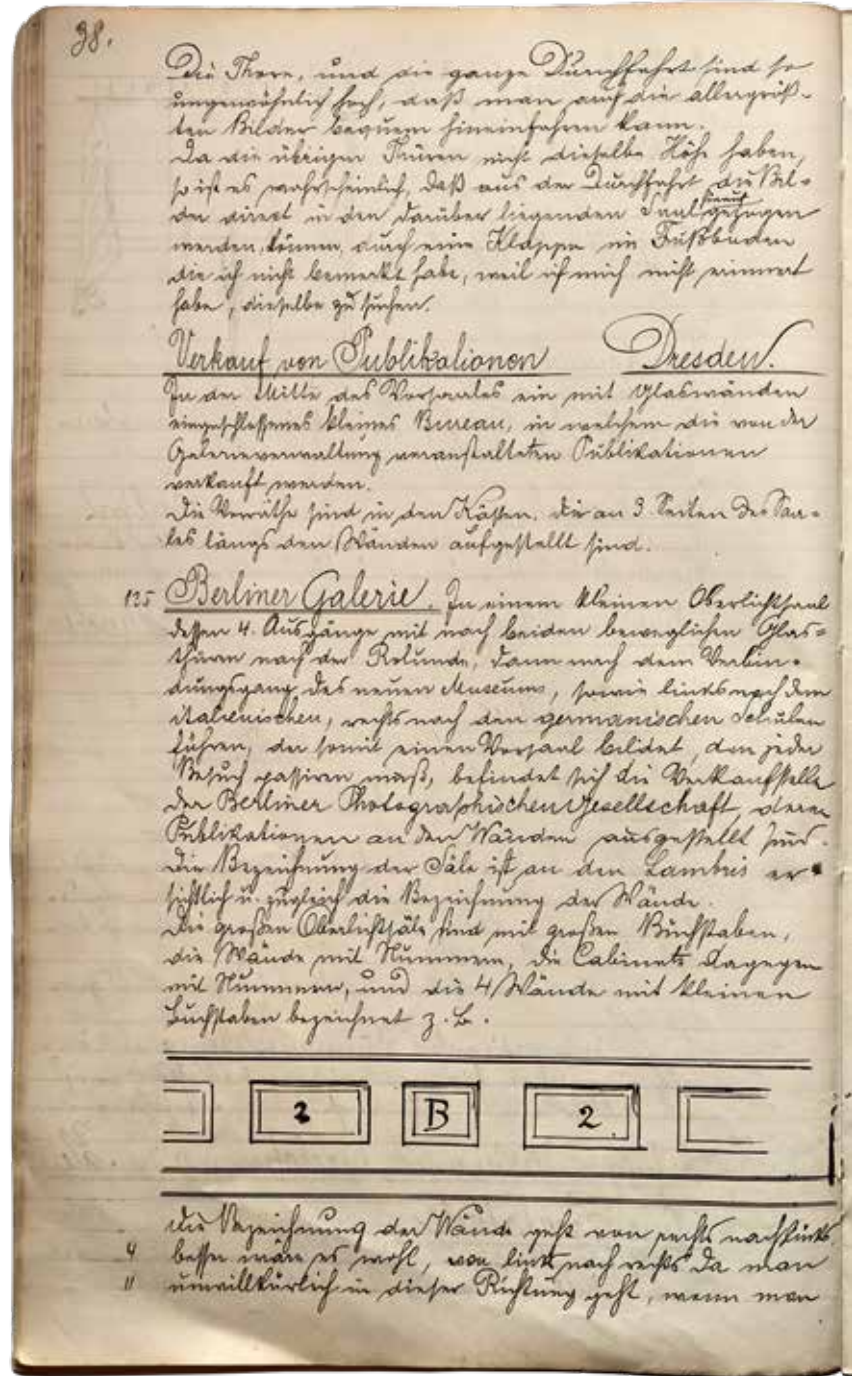 38.
Die Thore, und die ganze Durchfahrt sind so
ungewöhnlich hoch, daß man auf die allergröß-
ten Bilder bequem hineinfahren kann.
Da die übrigen Thüren nicht dieselbe Höhe haben,
so ist es wahrscheinlich, daß aus der Durchfahrt die Bil-
der direct in den darüber liegenden Saal hinauf gezogen
werden können, durch eine Klappe im Fußboden
die ich nicht bemerkt habe, weil ich mich nicht erinnert
habe, dieselbe zu suchen.
Verkauf von Publikationen Dresden.
In der Mitte des Vorsaales ein mit Glaswänden
eingeschlossenes kleines Bureau, in welchem die von der
Galerieverwaltung veranstalteten Publikationen
verkauft werden.
Die Vorräthe sind in den Kästen, die an 3 Seiten des Saa-
les längs den Wänden aufgestellt sind.
125 Berliner Galerie. In einem kleinen Oberlichtsaal
dessen 4. Ausgänge mit nach beiden beweglichen Glas-
thüren nach der Rotunde, dann nach dem Verbin-
dungsgang des neuen Museums, sowie links nach dem
italienischen, rechts nach den germanischen Schulen
führen, der somit einen Vorsaal bildet, den jeder
Besuch passiren muß, befindet sich die Verkaufstelle
der Berliner Photographischen Gesellschaft, deren
Publikationen an den Wänden ausgestellt sind.
Die Bezeichnung der Säle ist an den Lambris er
sichtlich u. zugleich die Bezeichnung der Wände.
Die großen Oberlichtsäle sind mit großen Buchstaben,
die Wände mit Nummern, die Cabinets dagegen
mit Nummern, und die 4 Wände mit kleinen
Buchstaben bezeichnet z. B.
2 B 2
Die Bezeichnung der Wände geht von rechts nach links
4 besser wäre es wohl, von links nach rechts da man
11 unwillkürlich in dieser Richtung geht, wenn man